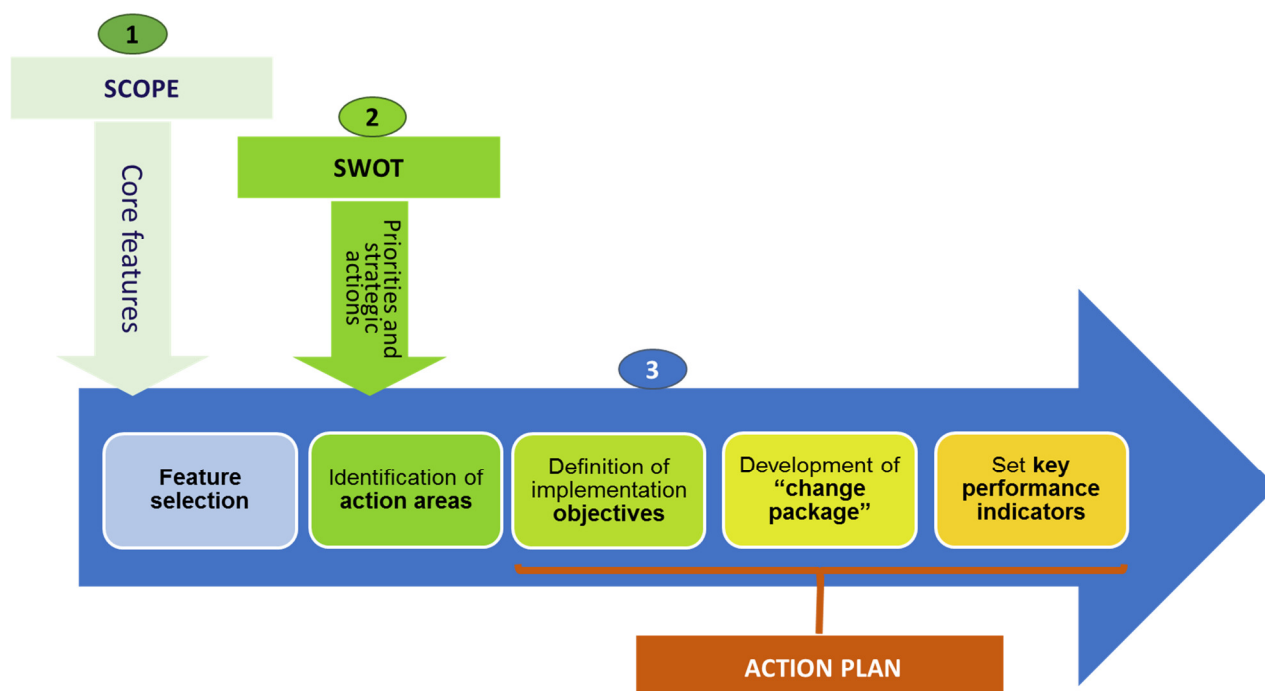 1
SCOPE
Core features
2
SWOT
Priorities and
strategic
actions
3
Feature
selection
Identification of
action areas
Definition of
implementation
objectives
Development of
“change
package”
Set key
performance
indicators
ACTION PLAN